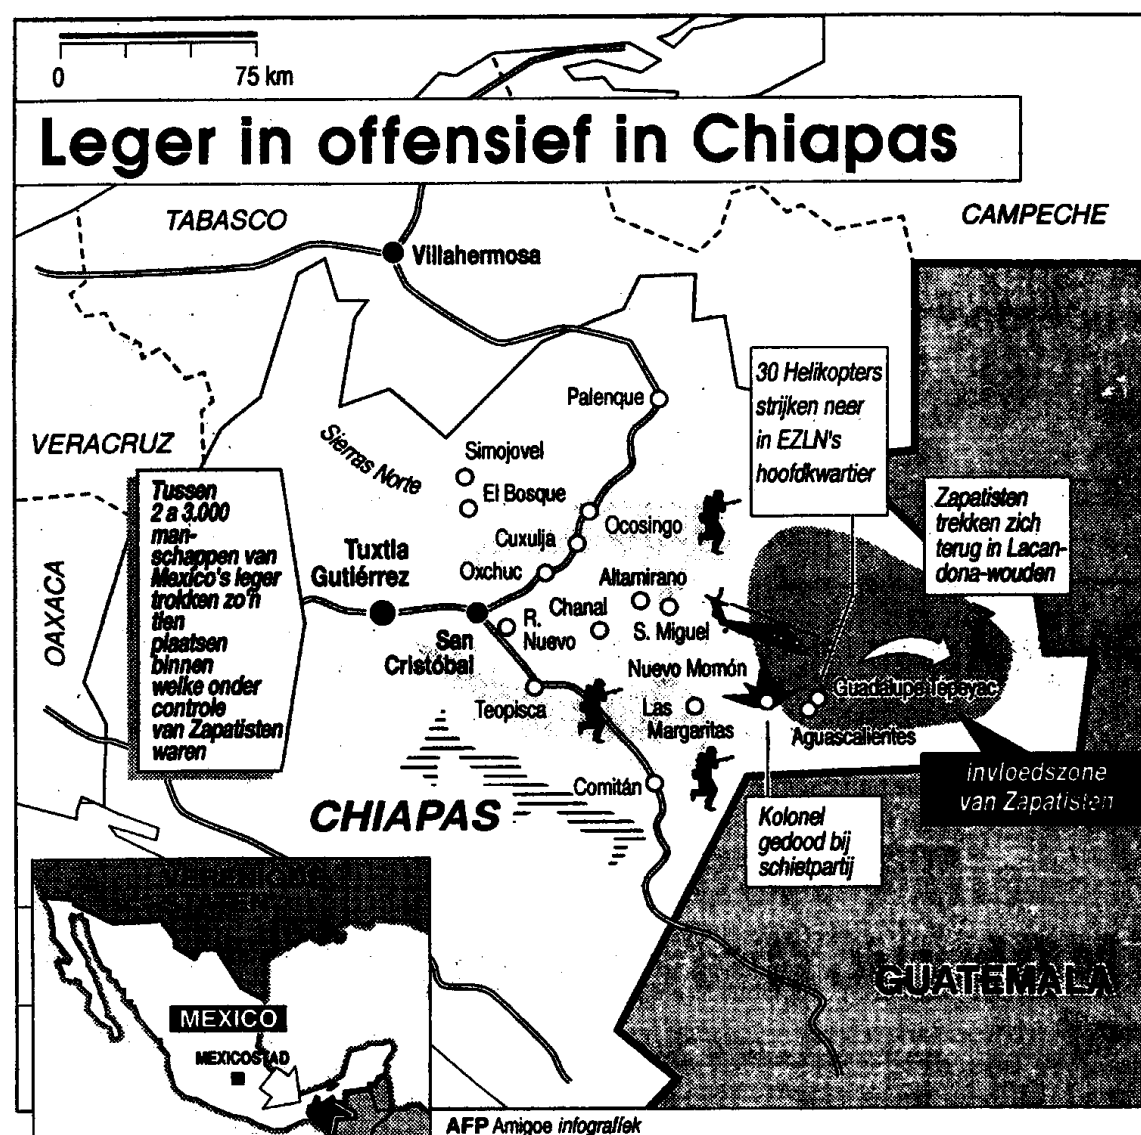 0 75 km
Leger in offensief in Chiapas
TABASCO
CAMPECHE
Villahermosa
30 Helikopters
strijken neer
in EZLN's
hoofdkwartier
Palenque
VERACRUZ
Sierras Norte
Simojovel
El Bosque
Zapatisten
trekken zich
terug in Lacan-
dona-wouden
Tussen
2 a 3.000
man-
schappen van
Mexico's leger
trokken zo'n
tien
plaatsen
binnen
welke onder
controle
van Zapatisten
waren
Ocosingo
Cuxulja
Tuxtla
Gutiérrez
Oxchuc
Altamirano
OAXACA
Chanal
R.
Nuevo
S. Miguel
San
Cristóbal
Nuevo Momón
Guadalupe Tepeyac
Teopisca
Las
Margaritas
Aguascalientes
invloedszone
van Zapatisten
Comitán
CHIAPAS
Kolonel
gedood bij
schietpartij
GUATEMALA
MEXICO
MEXICOSTAD
AFP Amigoe infografiek